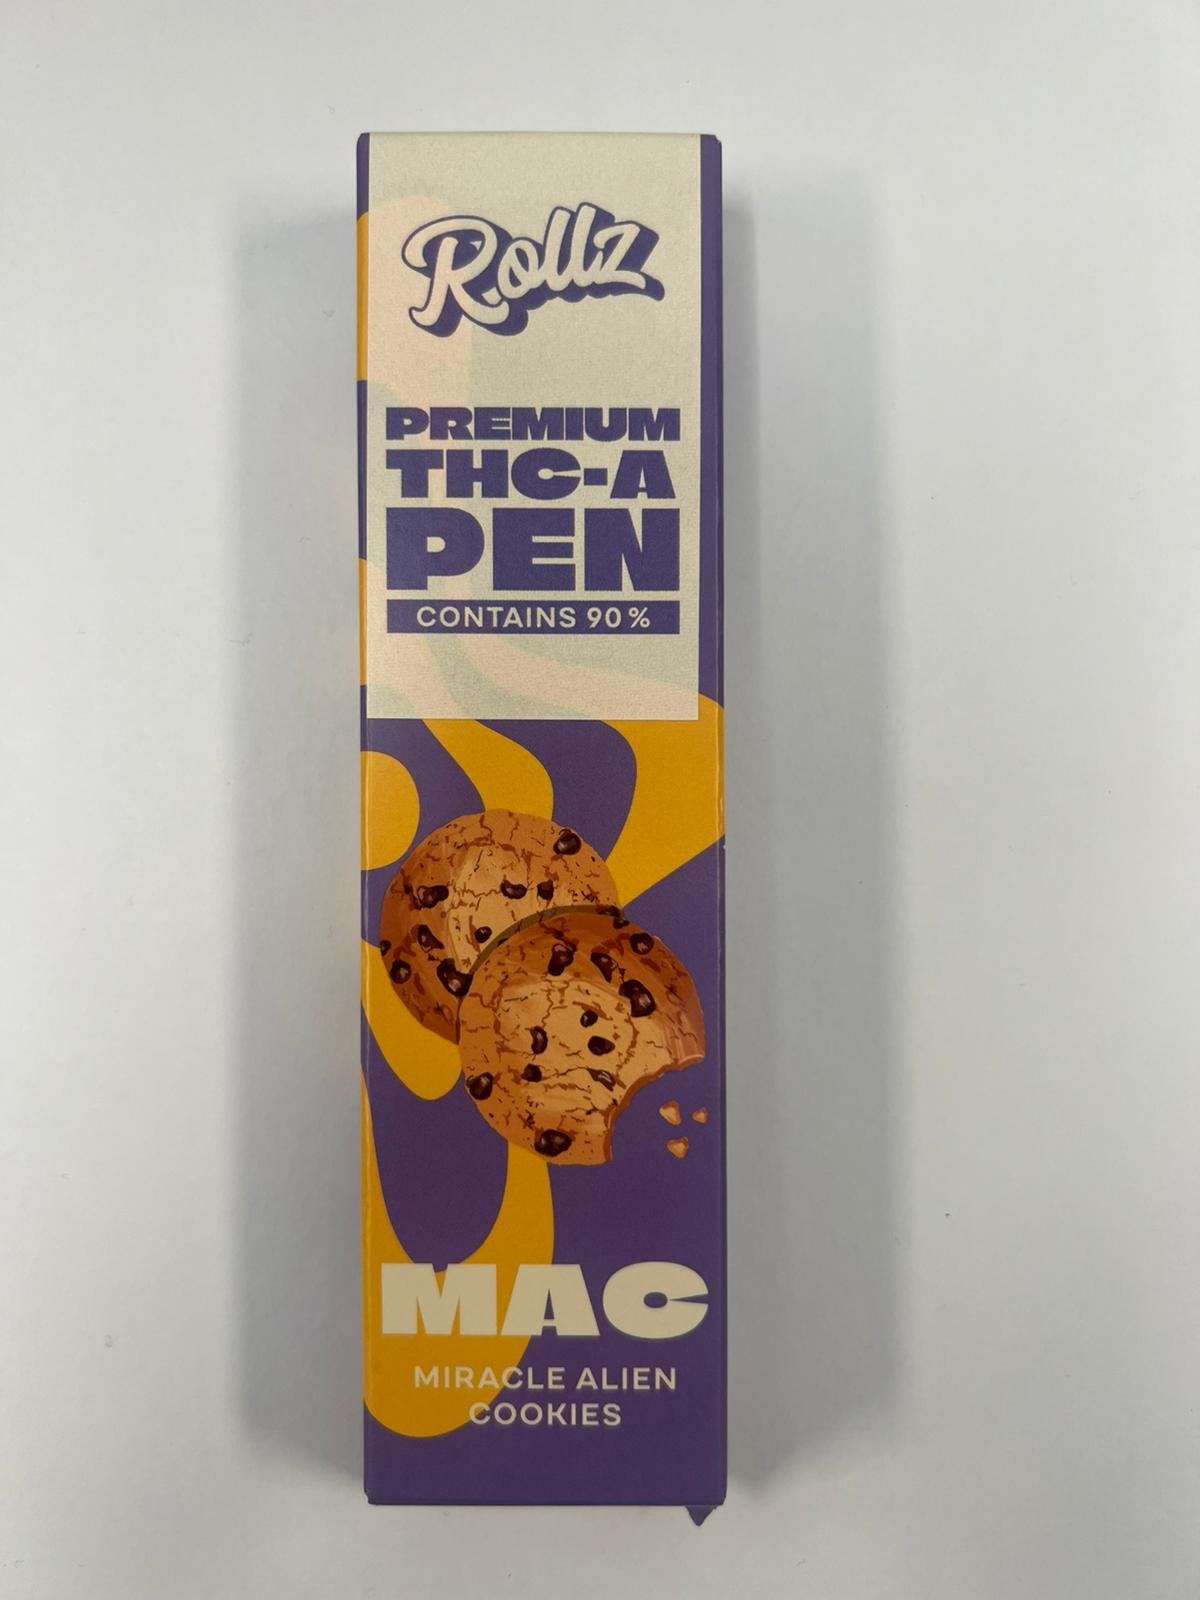 Rollz
PREMIUM
THC-A
PEN
CONTAINS 90%
MAC
MIRACLE ALIEN
COOKIES